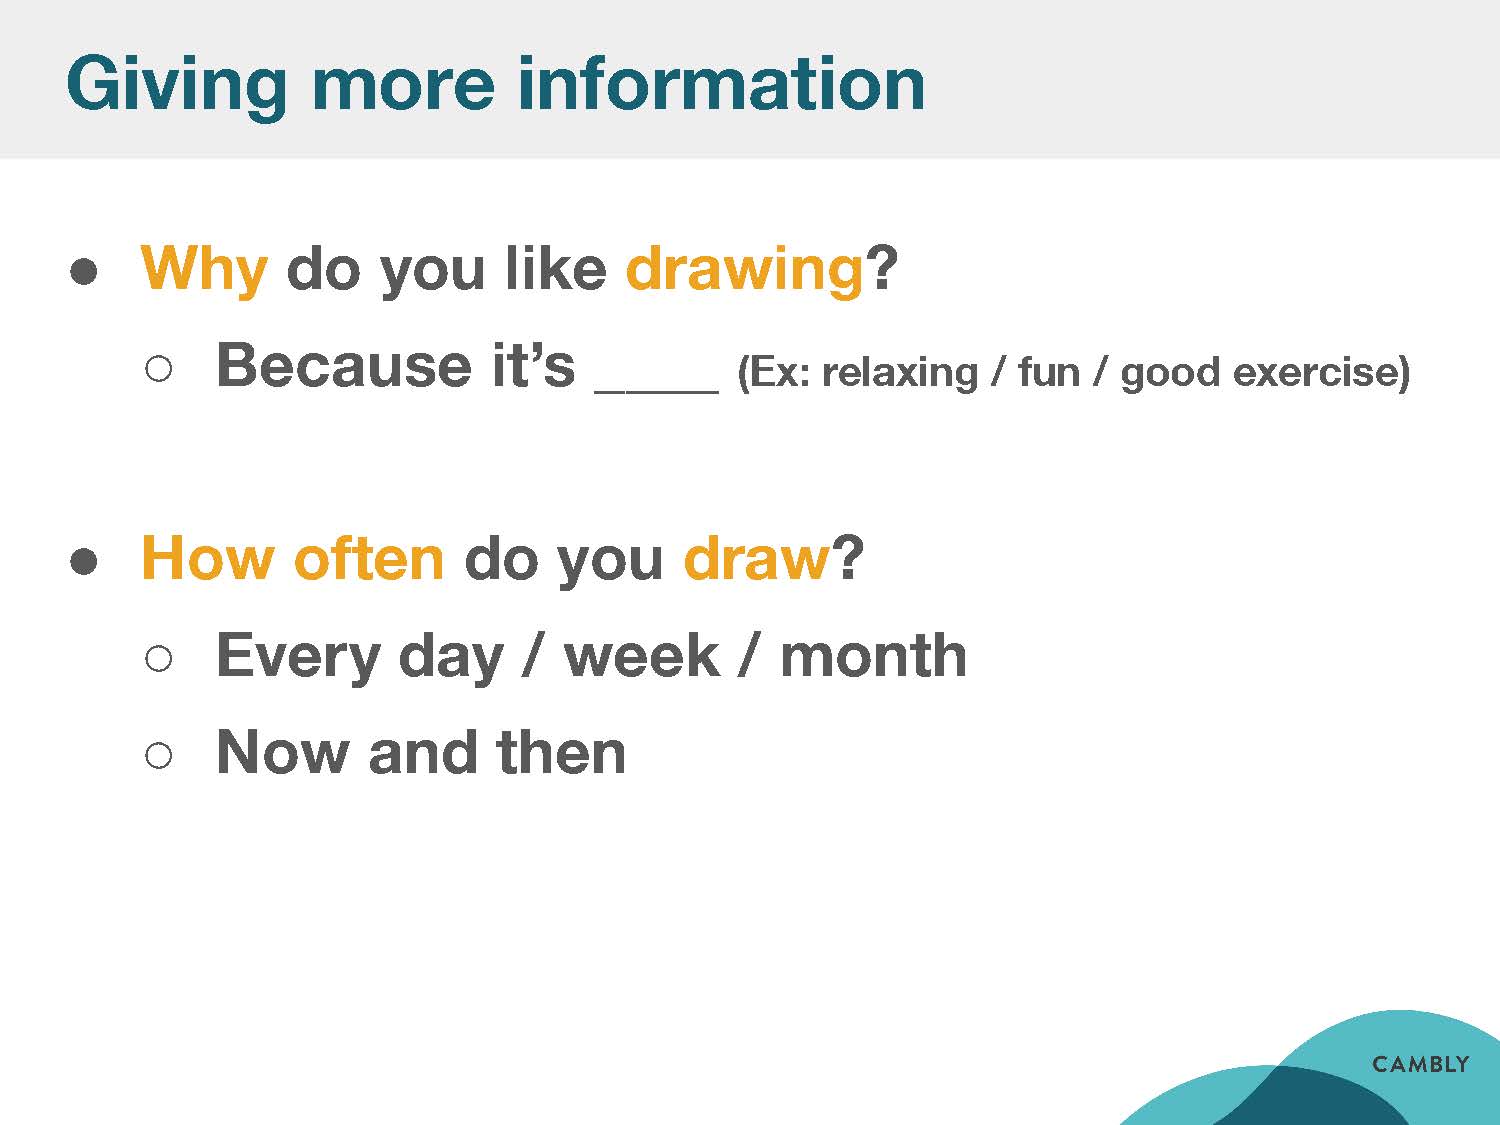 Giving more information
● Why do you like drawing?
○ Because it’s _____ (Ex: relaxing / fun / good exercise)
● How often do you draw?
○ Every day / week / month
○ Now and then
CAMBLY